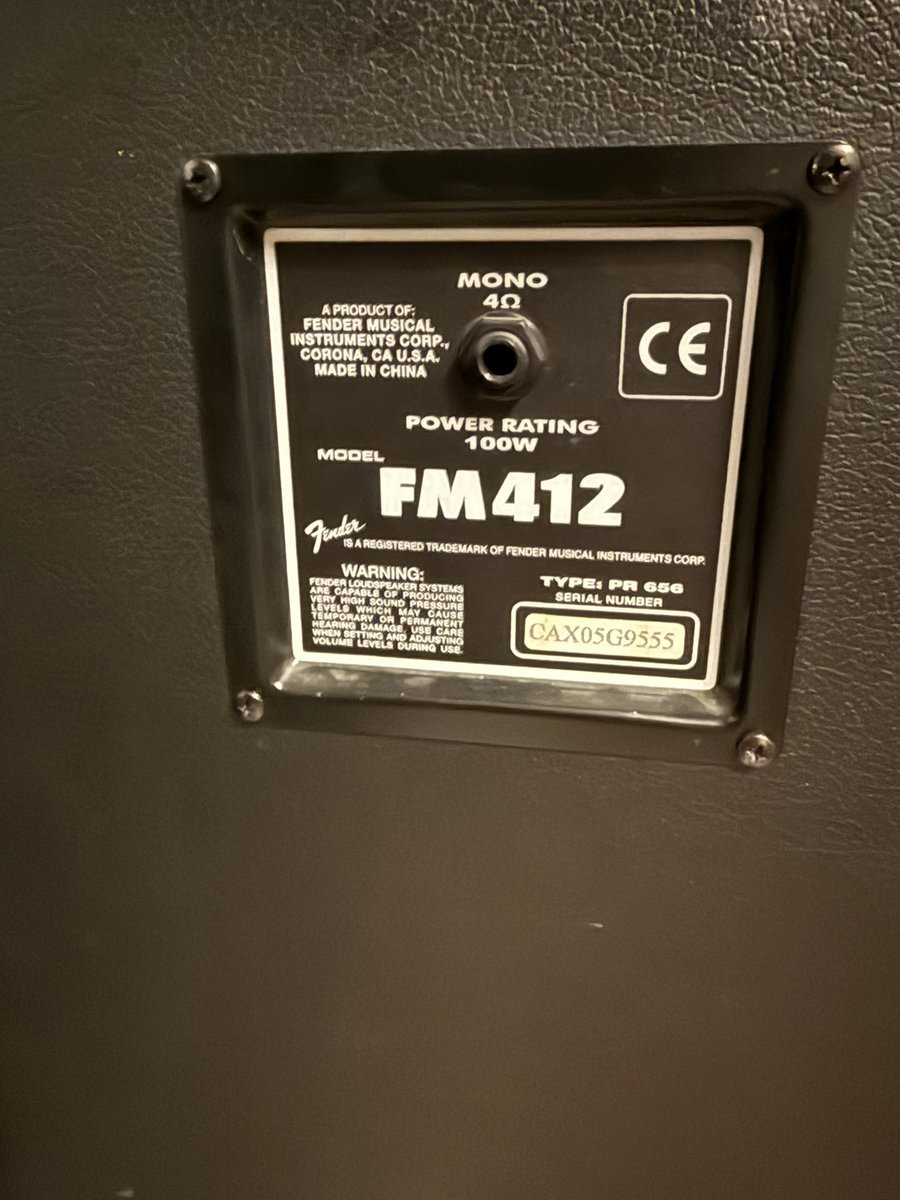 MONO
4Ω
A PRODUCT OF:
FENDER MUSICAL
INSTRUMENTS CORP.,
CORONA, CA U.S.A.
MADE IN CHINA
CE
POWER RATING
100W
MODEL
FM412
Fender
IS A REGISTERED TRADEMARK OF FENDER MUSICAL INSTRUMENTS CORP.
WARNING:
FENDER LOUDSPEAKER SYSTEMS
ARE CAPABLE OF PRODUCING
VERY HIGH SOUND PRESSURE
LEVELS WHICH MAY CAUSE
TEMPORARY OR PERMANENT
HEARING DAMAGE. USE CARE
WHEN SETTING AND ADJUSTING
VOLUME LEVELS DURING USE.
TYPE: PR 656
SERIAL NUMBER
CAX05G9555